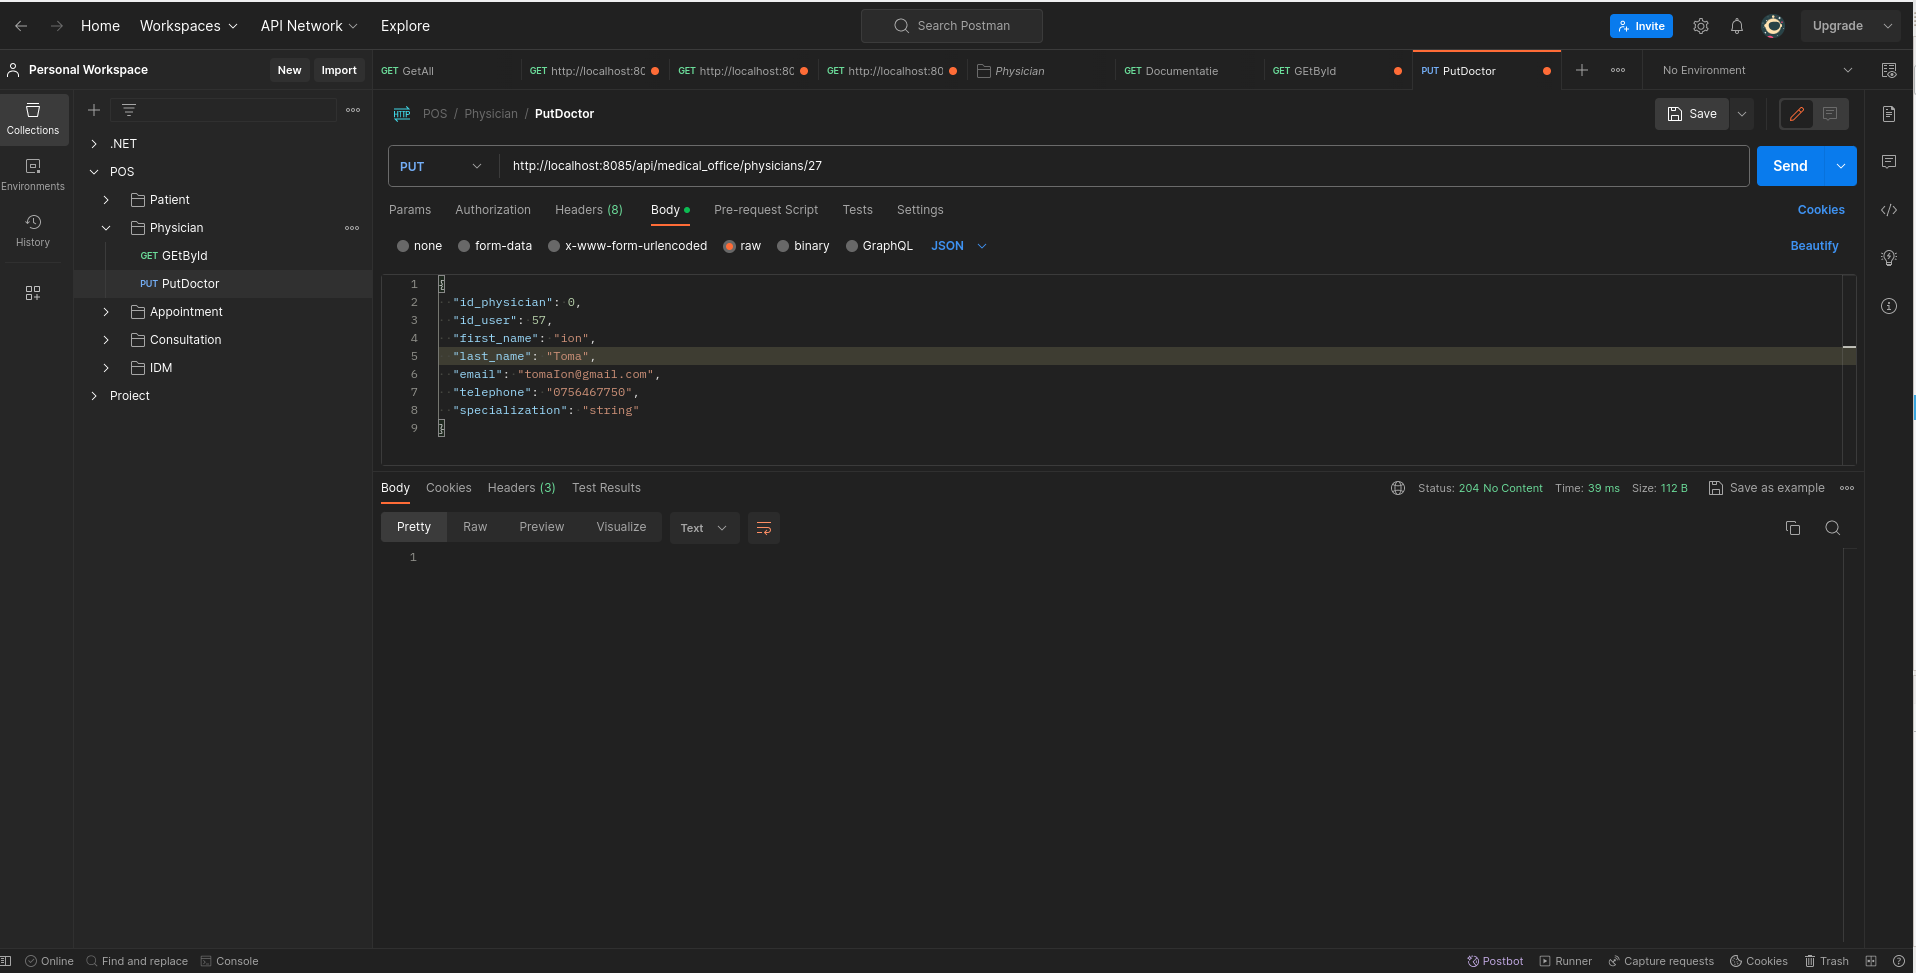 Home Workspaces API Network Explore Search Postman Invite Upgrade
Personal Workspace New Import
GET GetAll GET http://localhost:80 GET http://localhost:80 GET http://localhost:80 Physician GET Documentatie GET GEtById PUT PutDoctor No Environment
Collections
Environments
History
.NET
POS
Patient
Physician
GET GEtById
PUT PutDoctor
Appointment
Consultation
IDM
Proiect
HTTP POS / Physician / PutDoctor Save
PUT http://localhost:8085/api/medical_office/physicians/27 Send
Params Authorization Headers (8) Body Pre-request Script Tests Settings Cookies
none form-data x-www-form-urlencoded raw binary GraphQL JSON Beautify
1 {
2 "id_physician": 0,
3 "id_user": 57,
4 "first_name": "ion",
5 "last_name": "Toma",
6 "email": "tomaIon@gmail.com",
7 "telephone": "0756467750",
8 "specialization": "string"
9 }
Body Cookies Headers (3) Test Results Status: 204 No Content Time: 39 ms Size: 112 B Save as example
Pretty Raw Preview Visualize Text
1
Online Find and replace Console Postbot Runner Capture requests Cookies Trash